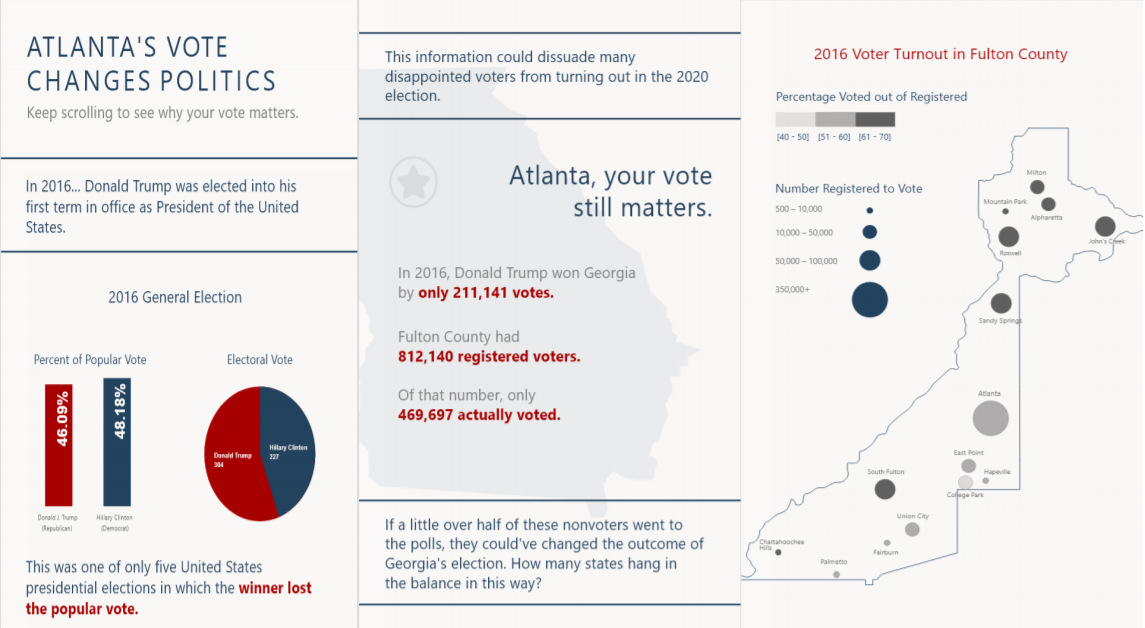 ATLANTA'S VOTE
CHANGES POLITICS
Keep scrolling to see why your vote matters.
In 2016... Donald Trump was elected into his
first term in office as President of the United
States.
2016 General Election
Percent of Popular Vote
Electoral Vote
46.09%
48.18%
Donald Trump
304
Hillary Clinton
227
Donald J. Trump
(Republican)
Hillary Clinton
(Democrat)
This was one of only five United States
presidential elections in which the winner lost
the popular vote.
This information could dissuade many
disappointed voters from turning out in the 2020
election.
Atlanta, your vote
still matters.
In 2016, Donald Trump won Georgia
by only 211,141 votes.
Fulton County had
812,140 registered voters.
Of that number, only
469,697 actually voted.
If a little over half of these nonvoters went to
the polls, they could've changed the outcome of
Georgia's election. How many states hang in
the balance in this way?
2016 Voter Turnout in Fulton County
Percentage Voted out of Registered
[40 - 50] [51 - 60] [61 - 70]
Number Registered to Vote
500 – 10,000
10,000 – 50,000
50,000 – 100,000
350,000+
Milton
Mountain Park
Alpharetta
John's Creek
Roswell
Sandy Springs
Atlanta
East Point
South Fulton
Hapeville
College Park
Union City
Chattahoochee
Hills
Fairburn
Palmetto